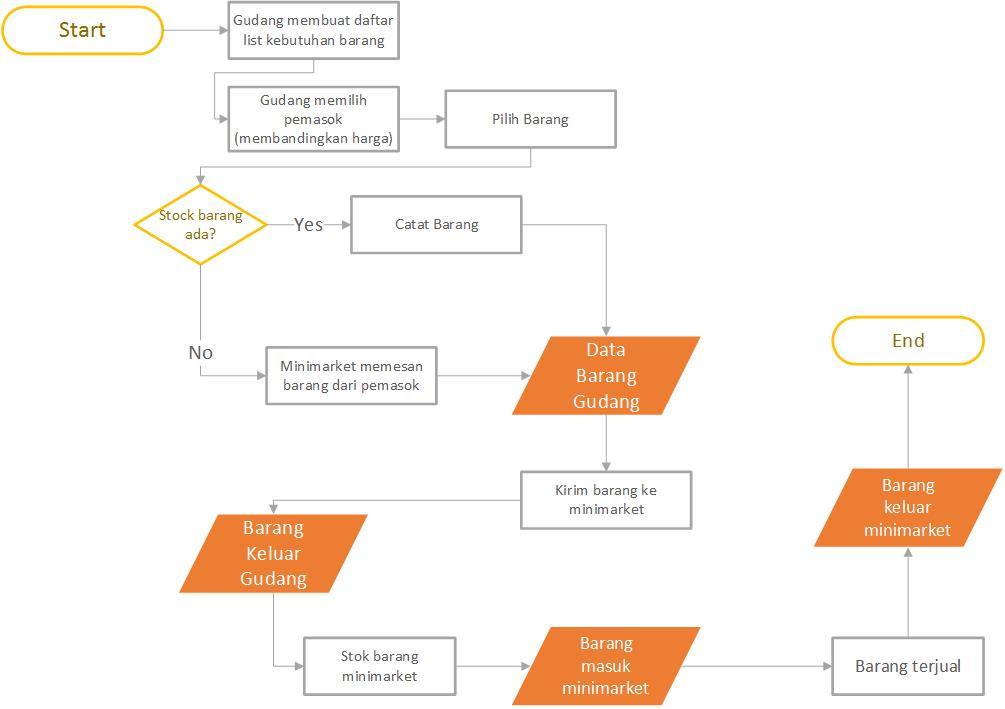 Start
Gudang membuat daftar
list kebutuhan barang
Gudang memilih
pemasok
(membandingkan harga)
Pilih Barang
Stock barang
ada?
Yes
Catat Barang
No
Minimarket memesan
barang dari pemasok
Data
Barang
Gudang
End
Kirim barang ke
minimarket
Barang
keluar
minimarket
Barang
Keluar
Gudang
Stok barang
minimarket
Barang
masuk
minimarket
Barang terjual